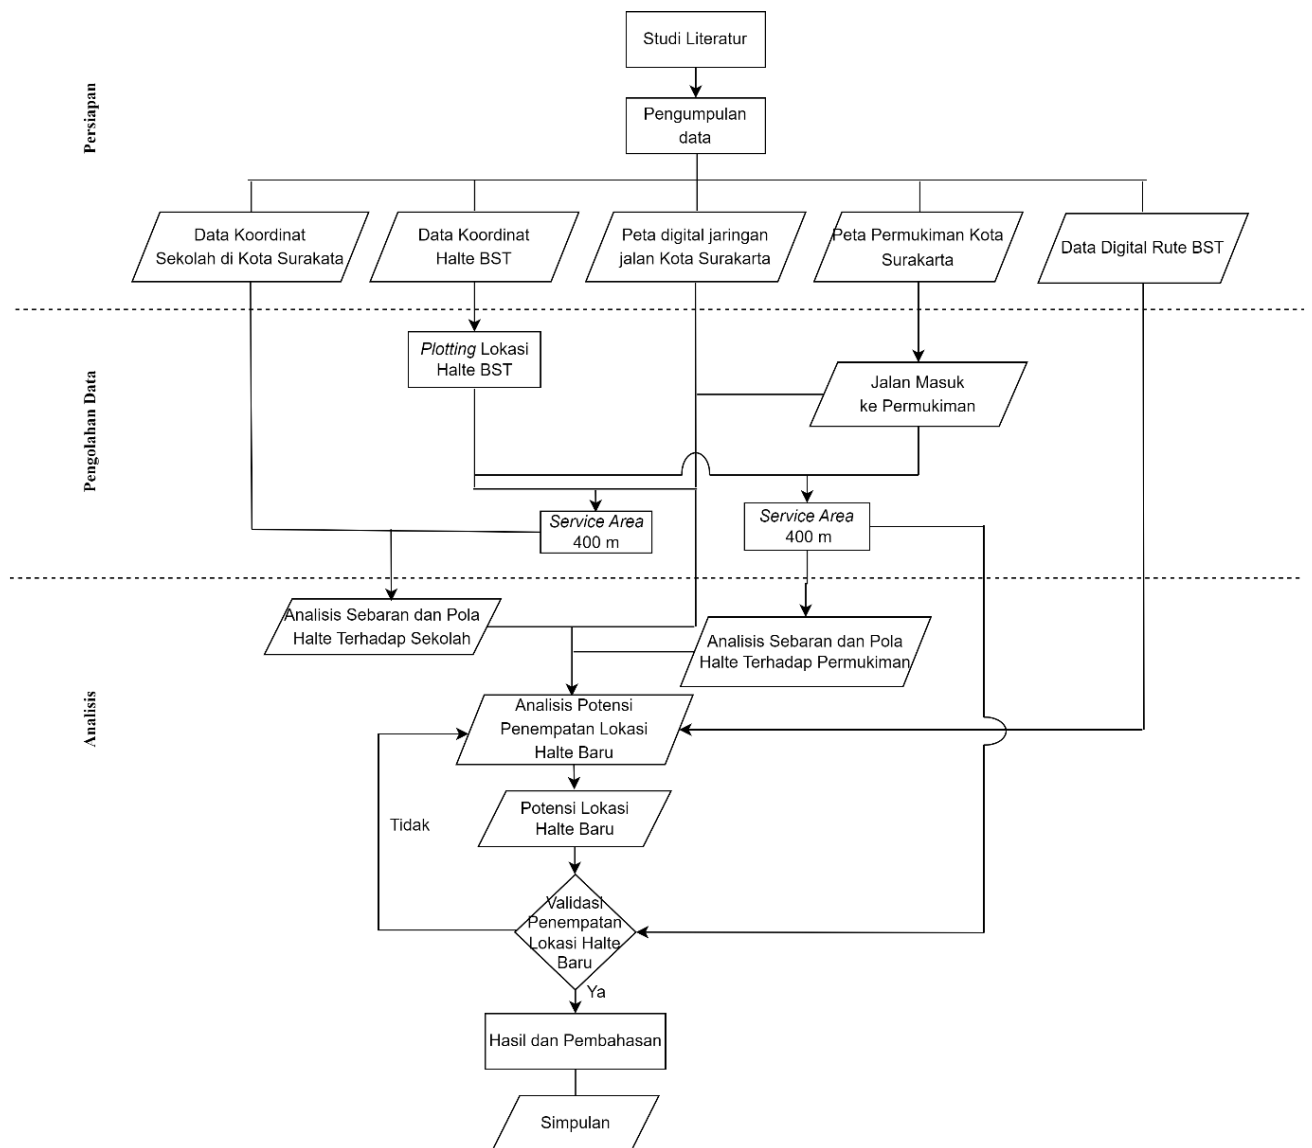 Studi Literatur
Persiapan
Pengumpulan
data
Data Koordinat
Sekolah di Kota Surakata
Data Koordinat
Halte BST
Peta digital jaringan
jalan Kota Surakarta
Peta Permukiman Kota
Surakarta
Data Digital Rute BST
Pengolahan Data
Plotting Lokasi
Halte BST
Jalan Masuk
ke Permukiman
Service Area
400 m
Service Area
400 m
Analisis
Analisis Sebaran dan Pola
Halte Terhadap Sekolah
Analisis Sebaran dan Pola
Halte Terhadap Permukiman
Analisis Potensi
Penempatan Lokasi
Halte Baru
Potensi Lokasi
Halte Baru
Tidak
Validasi
Penempatan
Lokasi Halte
Baru
Ya
Hasil dan Pembahasan
Simpulan